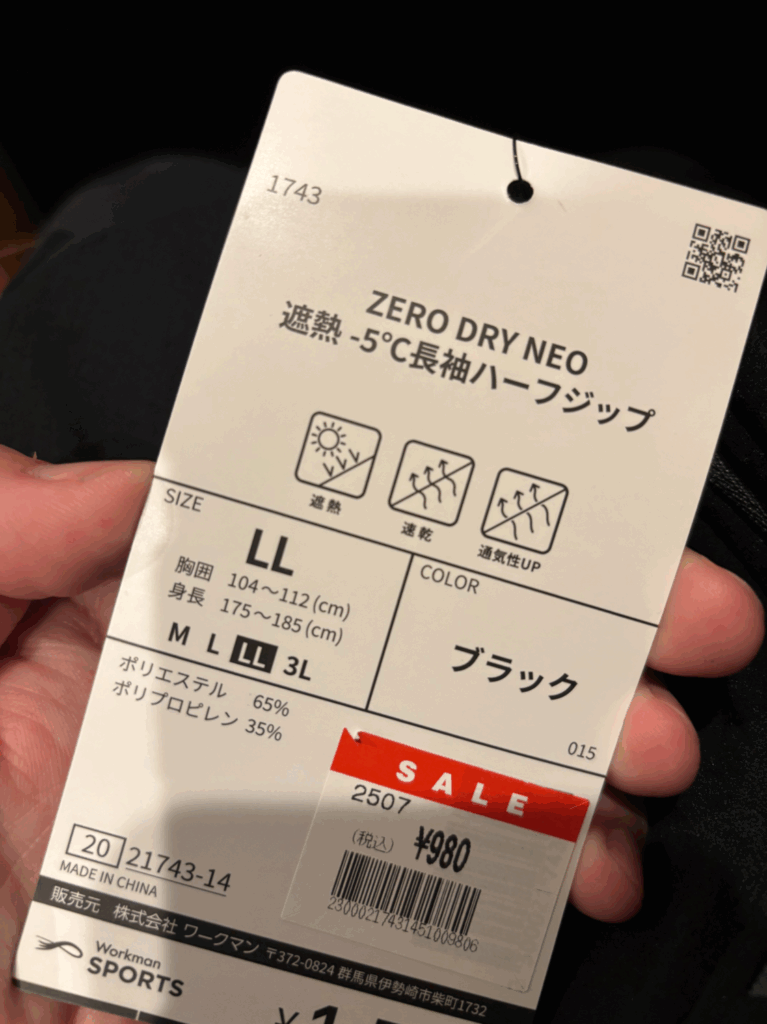 1743
ZERO DRY NEO
遮熱 -5℃長袖ハーフジップ
遮熱
速乾
通気性UP
SIZE
LL
胸囲 104～112(cm)
身長 175～185(cm)
M L LL 3L
COLOR
ブラック
015
ポリエステル 65%
ポリプロピレン 35%
SALE
2507
(税込) ¥980
23000217431451009806
20 21743-14
MADE IN CHINA
販売元 株式会社 ワークマン 〒372-0824 群馬県伊勢崎市柴町1732
Workman
SPORTS